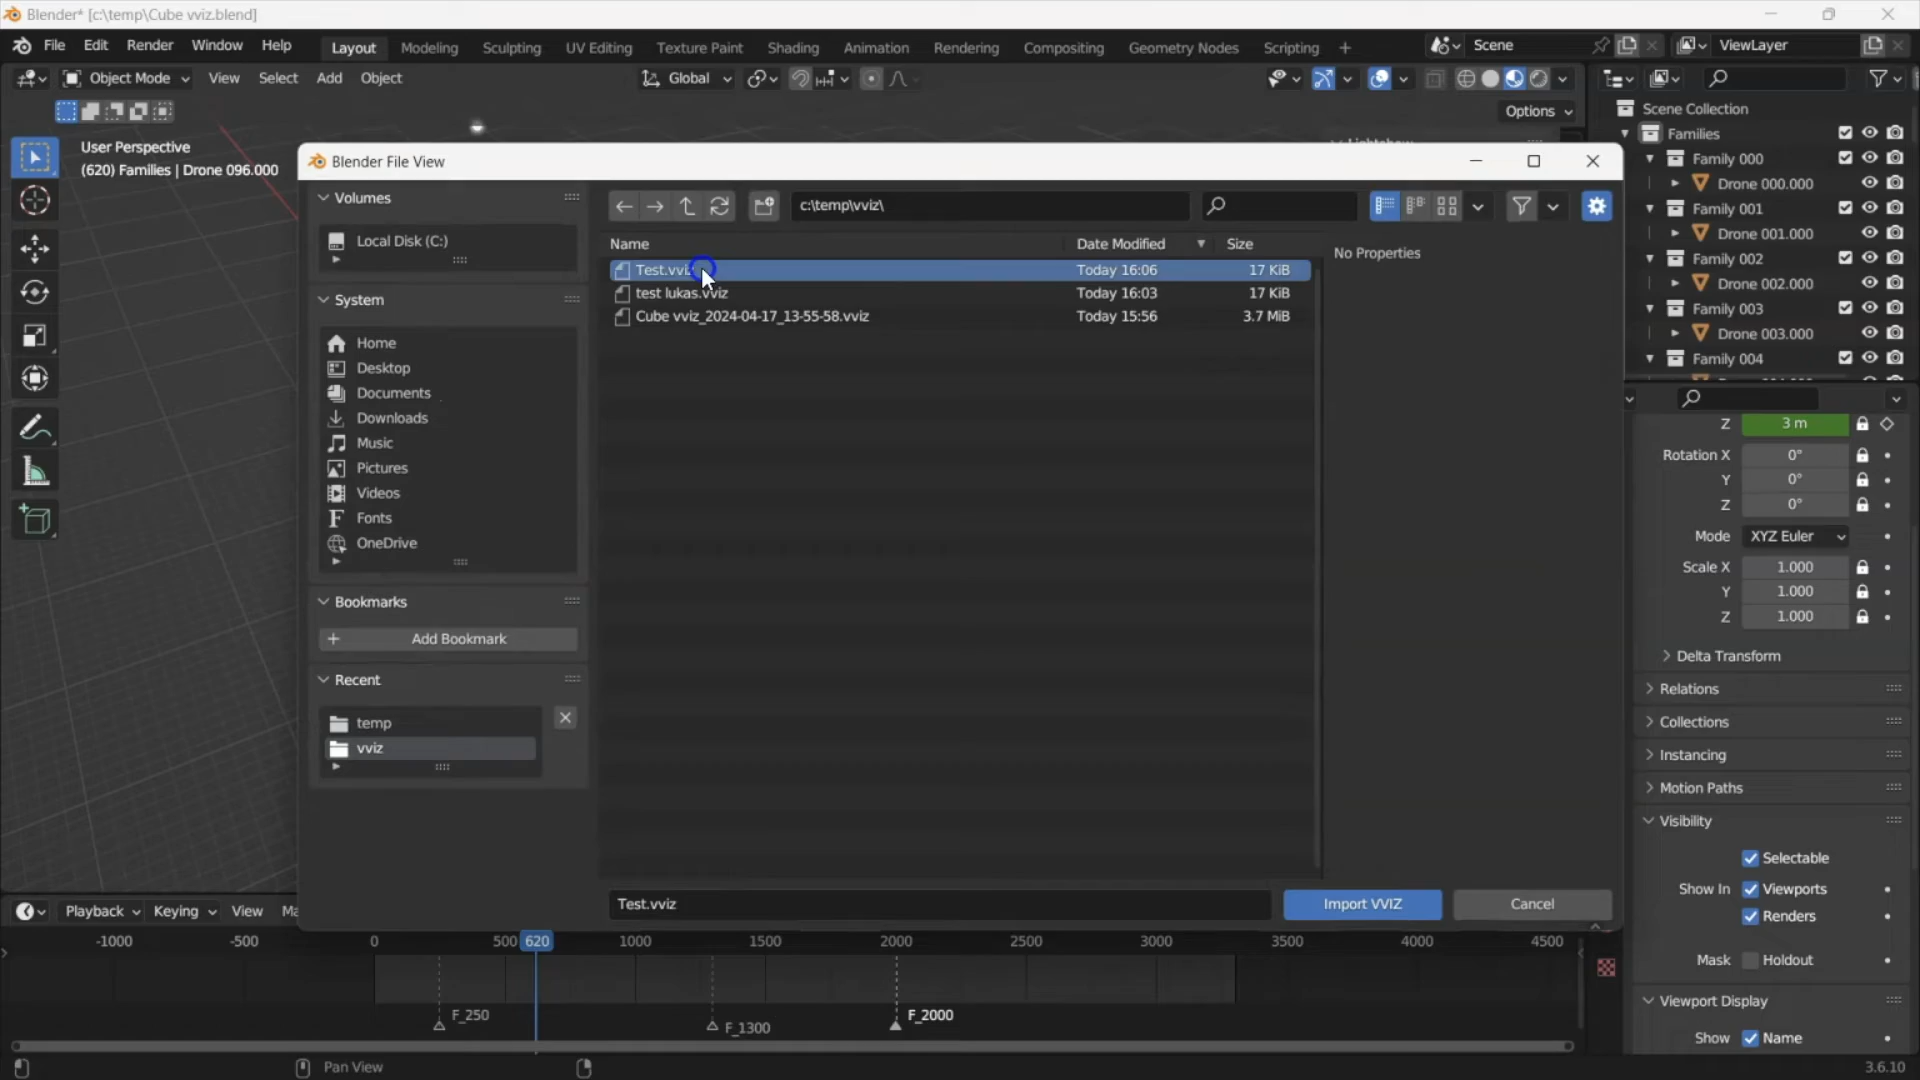 Blender* [c:\temp\Cube vviz.blend]
File Edit Render Window Help Layout Modeling Sculpting UV Editing Texture Paint Shading Animation Rendering Compositing Geometry Nodes Scripting + Scene ViewLayer
Object Mode View Select Add Object Global
Options
User Perspective
(620) Families | Drone 096.000
Scene Collection
Families
Family 000
Drone 000.000
Family 001
Drone 001.000
Family 002
Drone 002.000
Family 003
Drone 003.000
Family 004
Blender File View
Volumes
Local Disk (C:)
System
Home
Desktop
Documents
Downloads
Music
Pictures
Videos
Fonts
OneDrive
Bookmarks
+ Add Bookmark
Recent
temp
vviz
c:\temp\vviz\
Name Date Modified Size
Test.vviz Today 16:06 17 KiB
test lukas.vviz Today 16:03 17 KiB
Cube vviz_2024-04-17_13-55-58.vviz Today 15:56 3.7 MiB
No Properties
Test.vviz Import VVIZ Cancel
Z 3 m
Rotation X 0°
Y 0°
Z 0°
Mode XYZ Euler
Scale X 1.000
Y 1.000
Z 1.000
Delta Transform
Relations
Collections
Instancing
Motion Paths
Visibility
Selectable
Show In Viewports
Renders
Mask Holdout
Viewport Display
Show Name
Playback Keying View
-1000 -500 0 500 620 1000 1500 2000 2500 3000 3500 4000 4500
F_250 F_1300 F_2000
Pan View
3.6.10